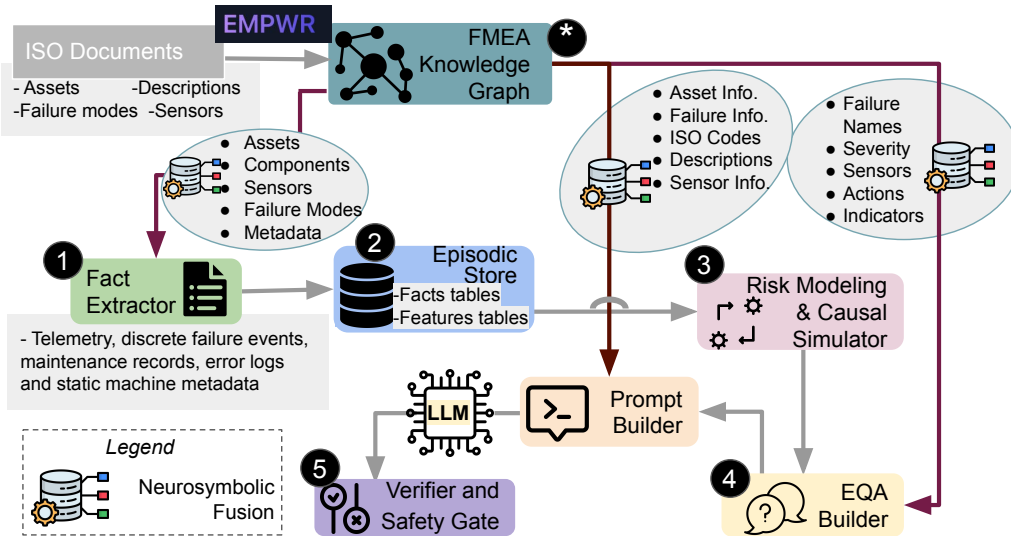 EMPWR
ISO Documents
- Assets -Descriptions
-Failure modes -Sensors
FMEA
Knowledge
Graph
*
● Assets
● Components
● Sensors
● Failure Modes
● Metadata
● Asset Info.
● Failure Info.
● ISO Codes
● Descriptions
● Sensor Info.
● Failure
Names
● Severity
● Sensors
● Actions
● Indicators
1
Fact
Extractor
- Telemetry, discrete failure events,
maintenance records, error logs
and static machine metadata
2
Episodic
Store
-Facts tables
-Features tables
3
Risk Modeling
& Causal
Simulator
Prompt
Builder
LLM
4
EQA
Builder
?
5
Verifier and
Safety Gate
Legend
Neurosymbolic
Fusion